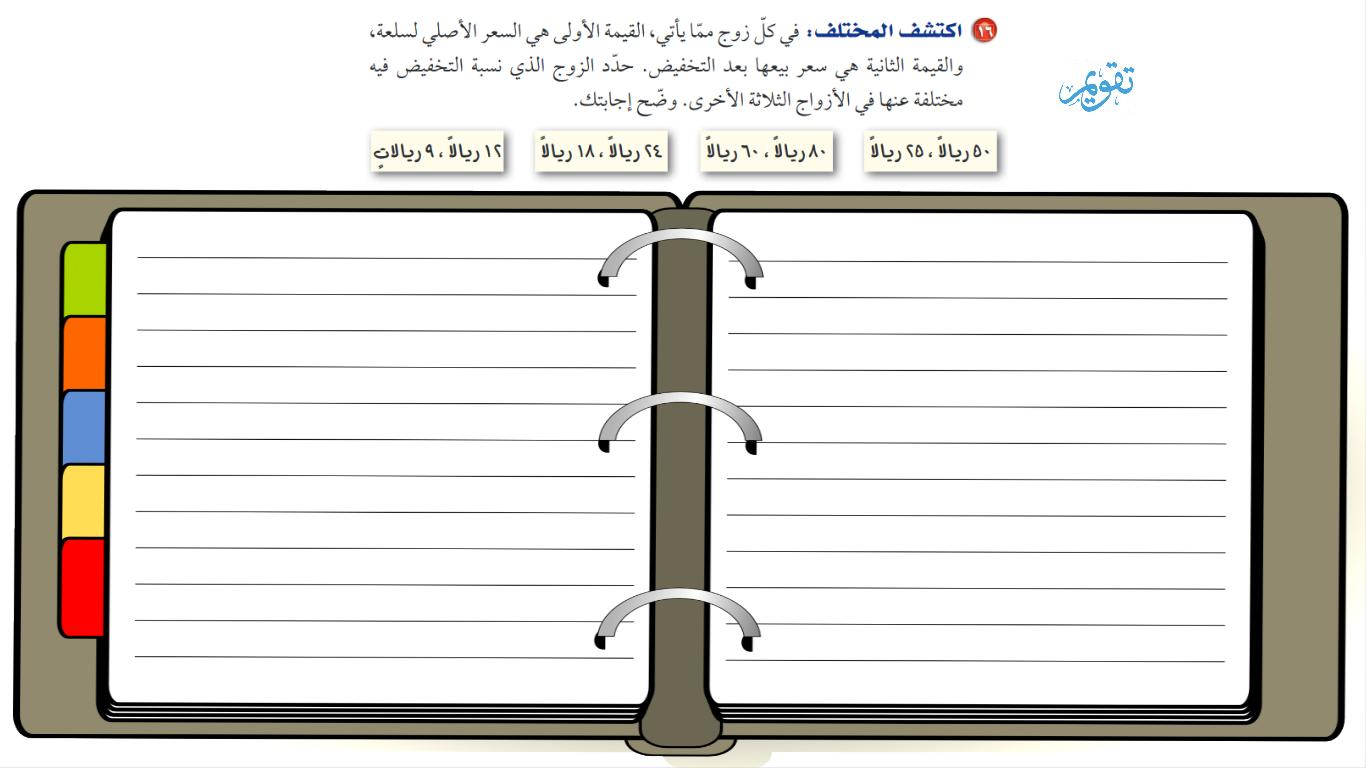 ١٦ اكتشف المختلف: في كلّ زوج ممّا يأتي، القيمة الأولى هي السعر الأصلي لسلعة،
والقيمة الثانية هي سعر بيعها بعد التخفيض. حدّد الزوج الذي نسبة التخفيض فيه
مختلفة عنها في الأزواج الثلاثة الأخرى. وضّح إجابتك.
تقويم
٥٠ ريالاً ، ٢٥ ريالاً
٨٠ ريالاً ، ٦٠ ريالاً
٢٤ ريالاً ، ١٨ ريالاً
١٢ ريالاً ، ٩ ريالاتٍ